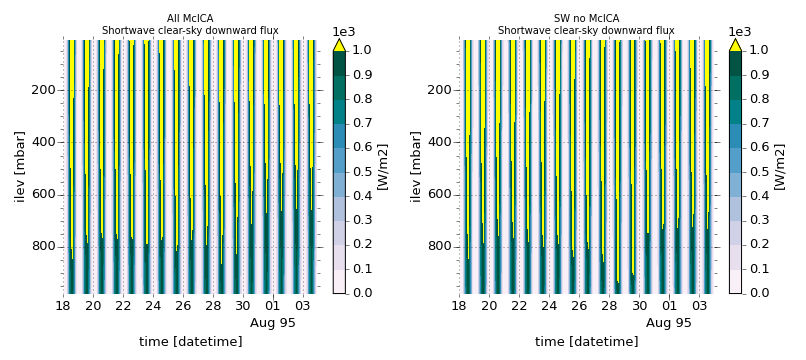 All McICA
Shortwave clear-sky downward flux
1e3
1.0
0.9
0.8
0.7
0.6
0.5
0.4
0.3
0.2
0.1
0.0
[W/m2]
200
400
600
800
ilev [mbar]
18 20 22 24 26 28 30 01 03
Aug 95
time [datetime]
SW no McICA
Shortwave clear-sky downward flux
1e3
1.0
0.9
0.8
0.7
0.6
0.5
0.4
0.3
0.2
0.1
0.0
[W/m2]
200
400
600
800
ilev [mbar]
18 20 22 24 26 28 30 01 03
Aug 95
time [datetime]